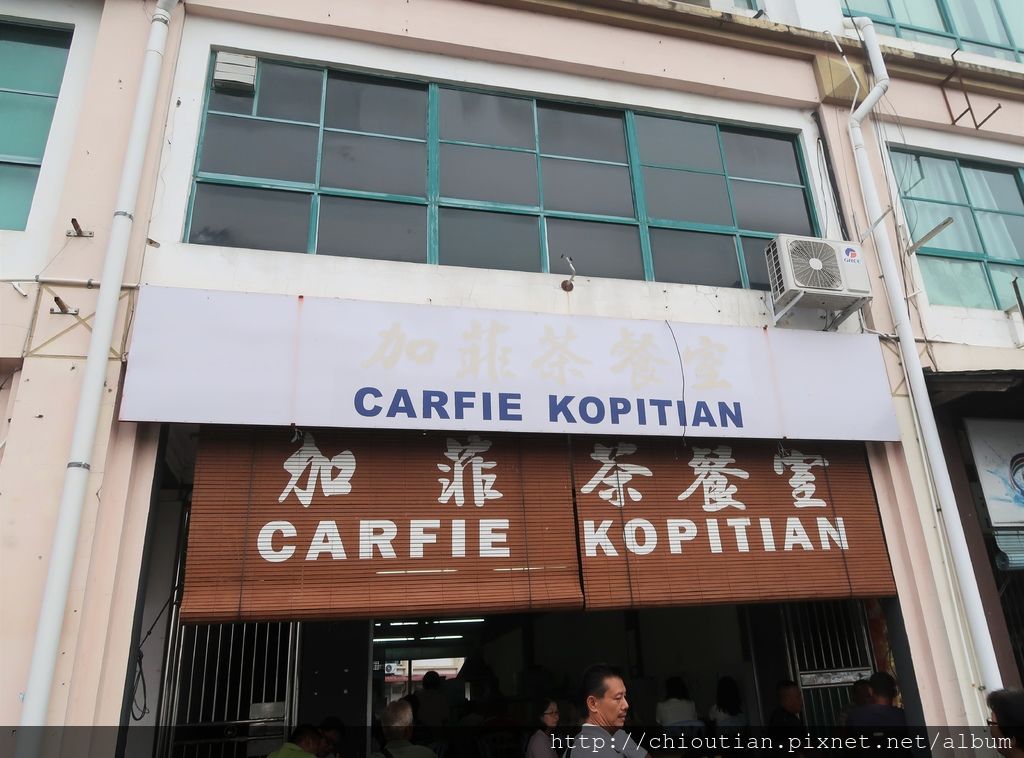 加菲茶餐室
CARFIE KOPITIAN
加菲茶餐室
CARFIE KOPITIAN
GREE
http://chioutian.pixnet.net/album